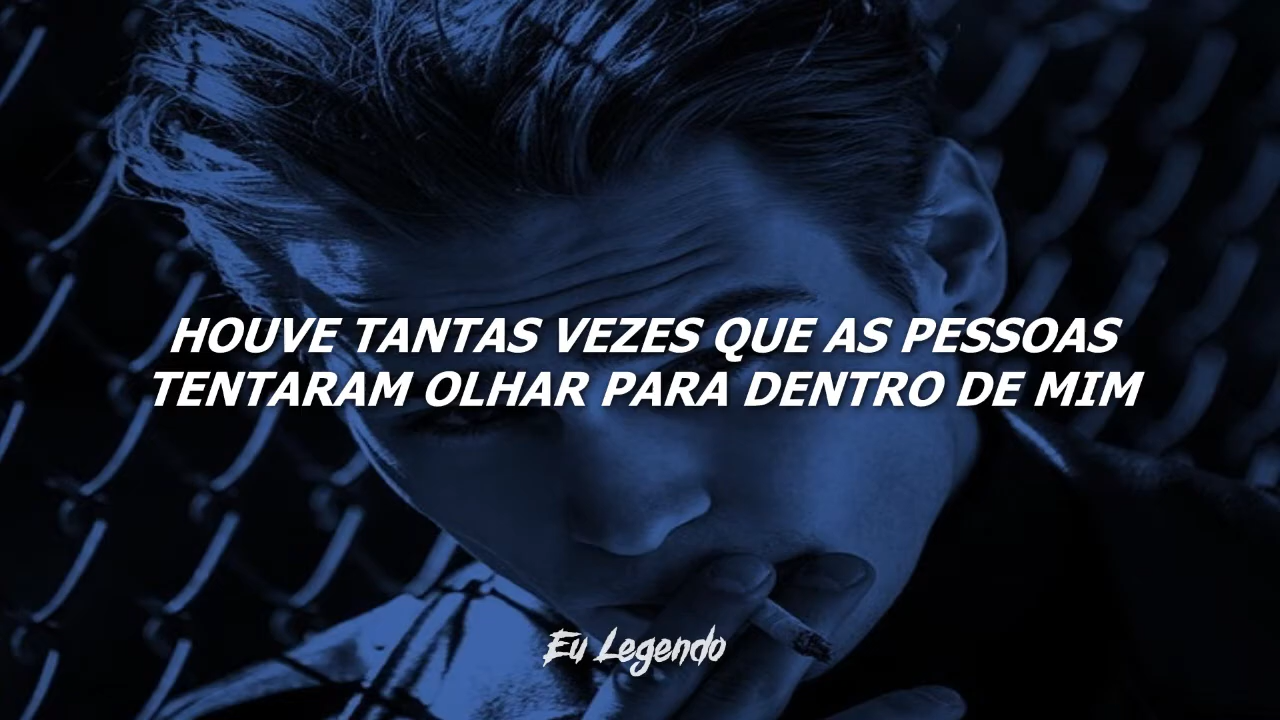 HOUVE TANTAS VEZES QUE AS PESSOAS
TENTARAM OLHAR PARA DENTRO DE MIM
Eu Legendo